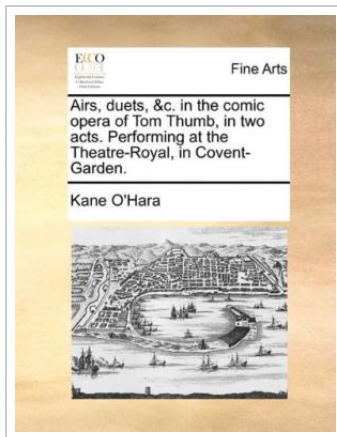 ECCO
Fine Arts
Airs, duets, &c. in the comic
opera of Tom Thumb, in two
acts. Performing at the
Theatre-Royal, in Covent-
Garden.
Kane O'Hara